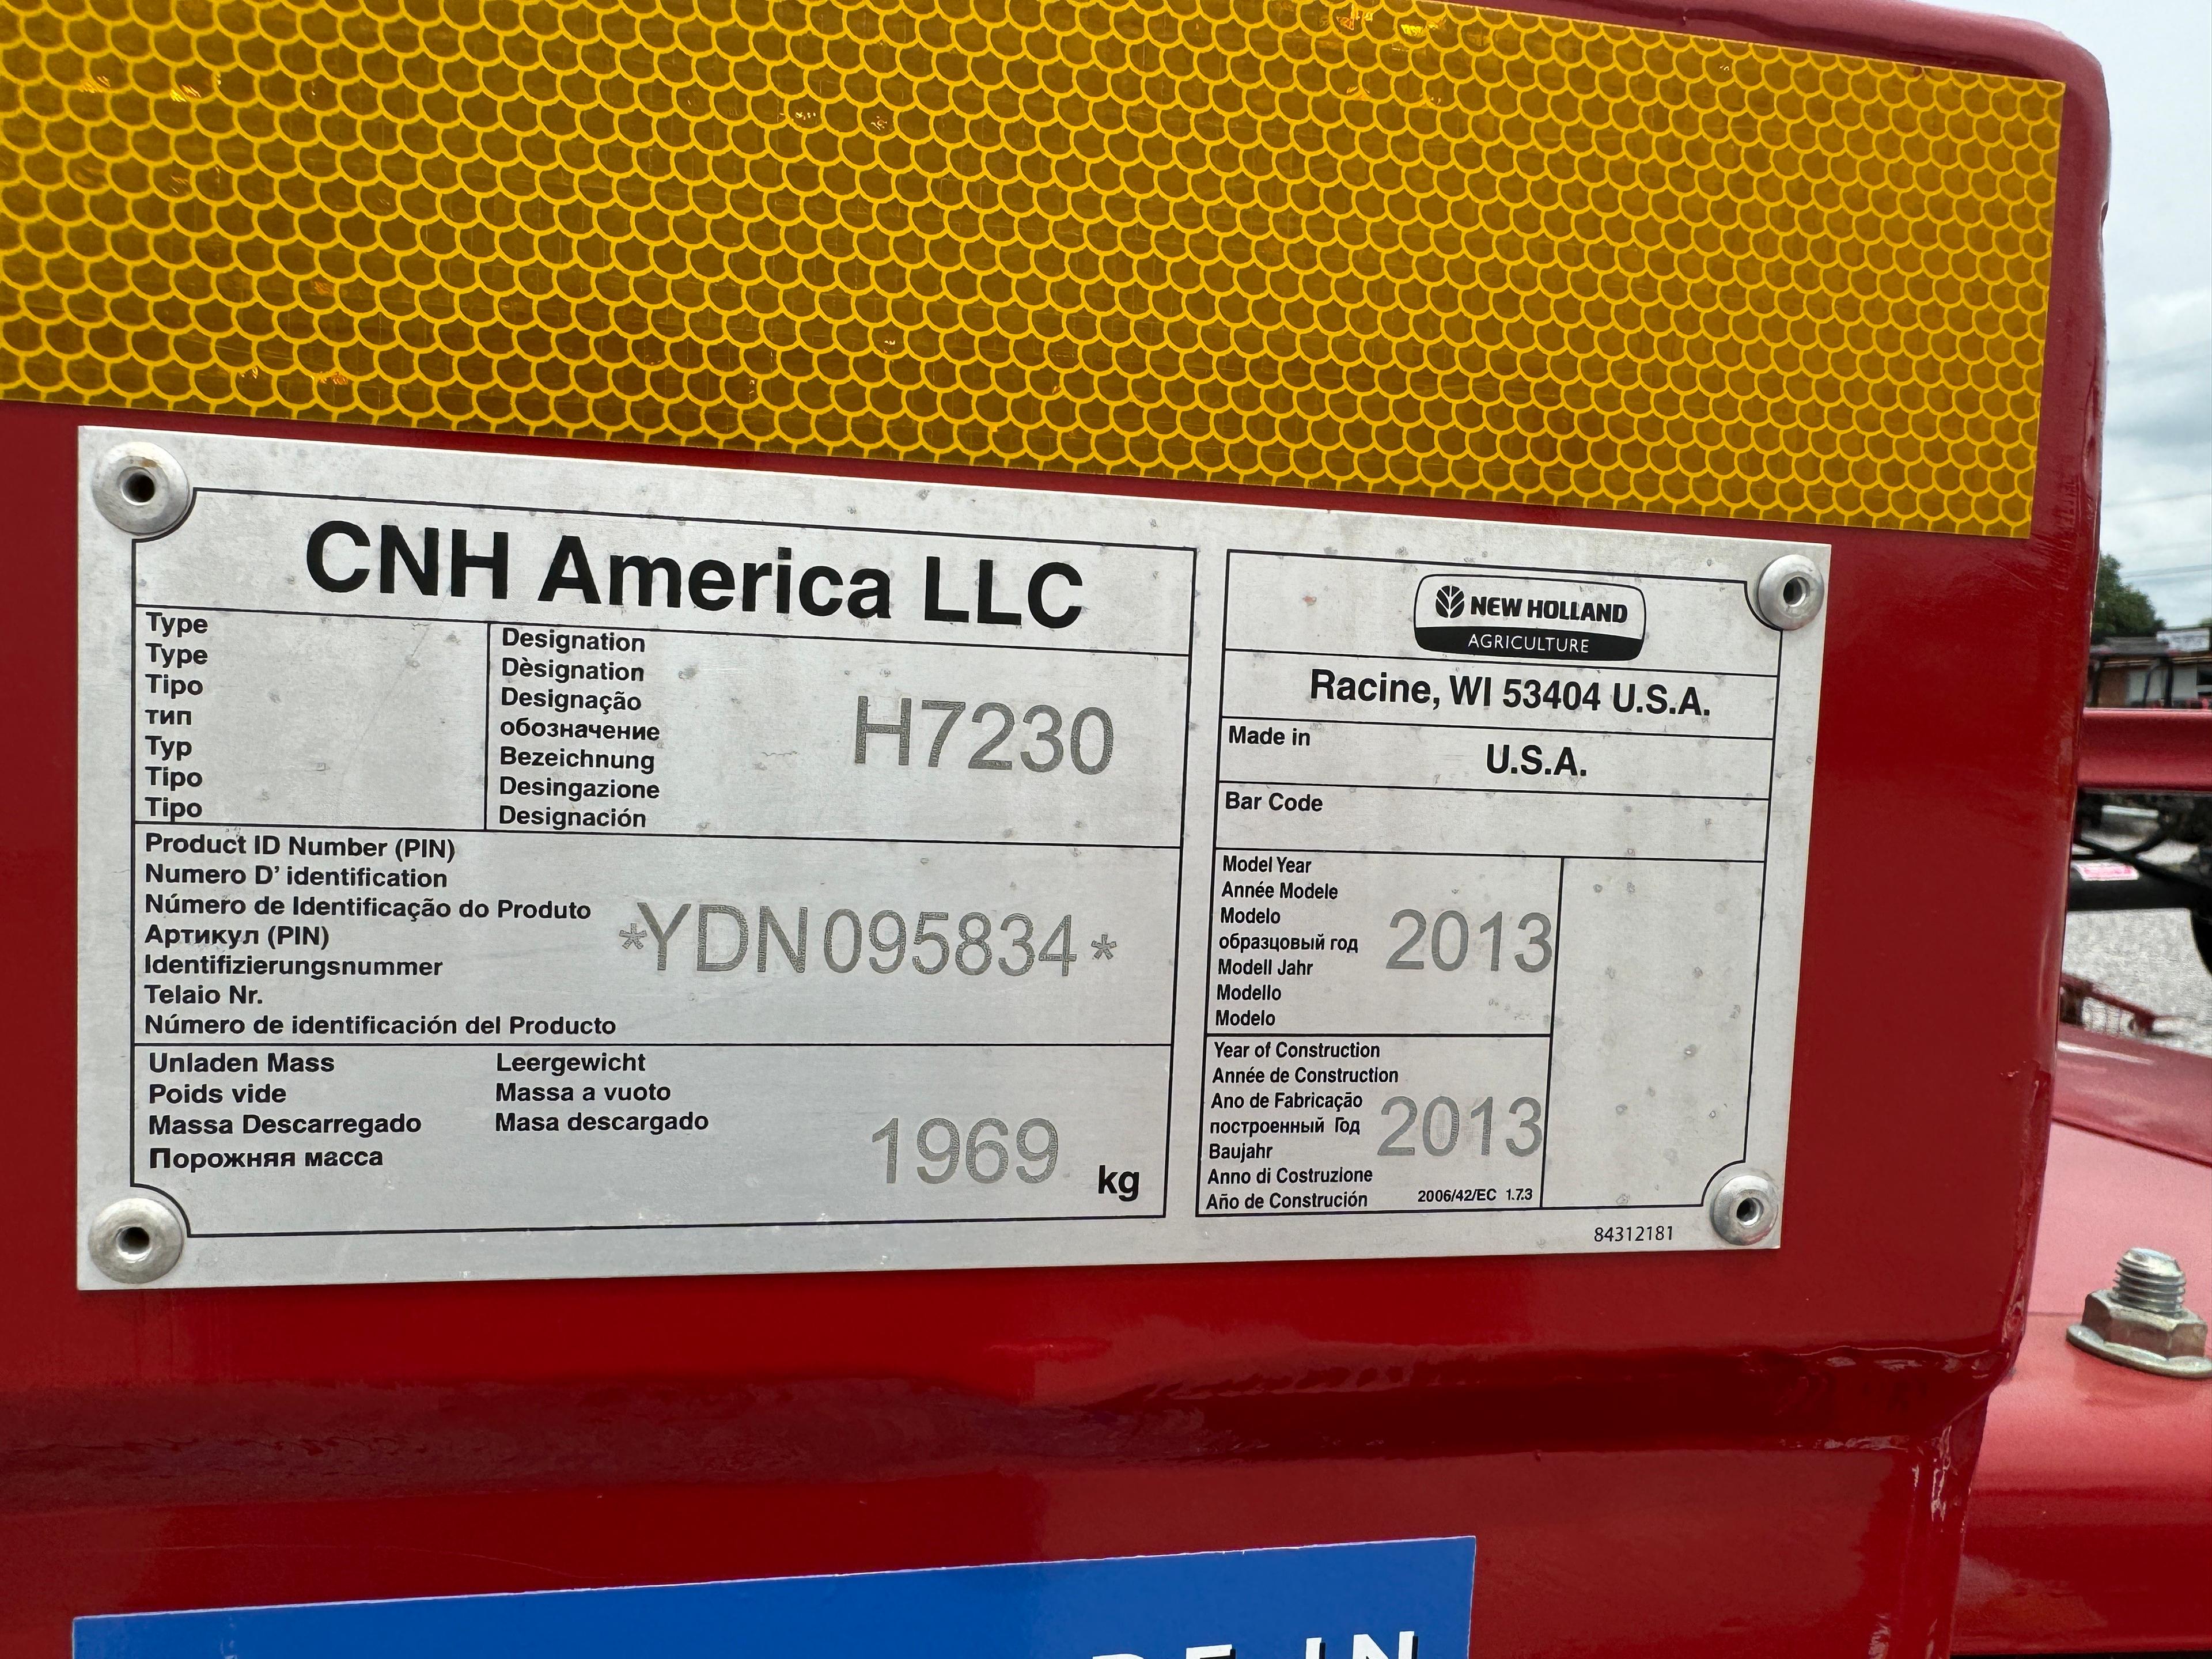 CNH America LLC
Type
Type
Tipo
тип
Typ
Tipo
Tipo
Designation
Dèsignation
Designação
обозначение
Bezeichnung
Desingazione
Designación
H7230
Product ID Number (PIN)
Numero D' identification
Número de Identificação do Produto
Артикул (PIN)
Identifizierungsnummer
Telaio Nr.
Número de identificación del Producto
*YDN095834*
Unladen Mass
Poids vide
Massa Descarregado
Порожняя масса
Leergewicht
Massa a vuoto
Masa descargado
1969 kg
NEW HOLLAND
AGRICULTURE
Racine, WI 53404 U.S.A.
Made in
U.S.A.
Bar Code
Model Year
Année Modele
Modelo
образцовый год
Modell Jahr
Modello
Modelo
2013
Year of Construction
Année de Construction
Ano de Fabricação
построенный Год
Baujahr
Anno di Costruzione
Año de Construción
2013
2006/42/EC 1.7.3
84312181
IN